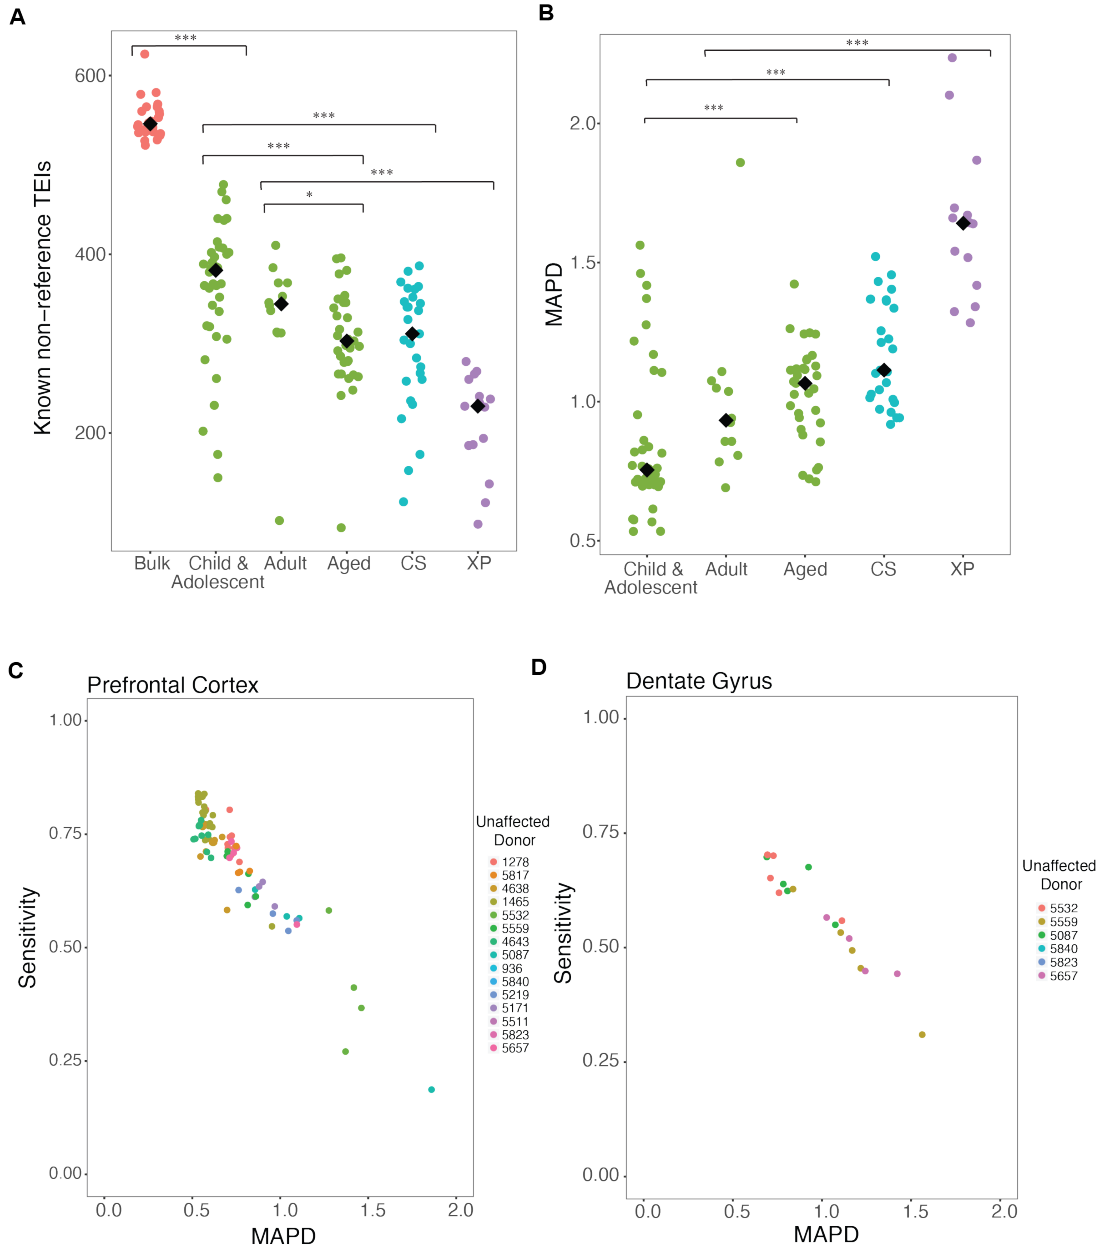 A
Known non−reference TEIs
600
400
200
***
***
***
***
*
Bulk
Child &
Adolescent
Adult
Aged
CS
XP
B
MAPD
2.0
1.5
1.0
0.5
***
***
***
Child &
Adolescent
Adult
Aged
CS
XP
C
Prefrontal Cortex
Sensitivity
1.00
0.75
0.50
0.25
0.00
0.0
0.5
1.0
1.5
2.0
MAPD
Unaffected
Donor
1278
5817
4638
1465
5532
5559
4643
5087
936
5840
5219
5171
5511
5823
5657
D
Dentate Gyrus
Sensitivity
1.00
0.75
0.50
0.25
0.00
0.0
0.5
1.0
1.5
2.0
MAPD
Unaffected
Donor
5532
5559
5087
5840
5823
5657